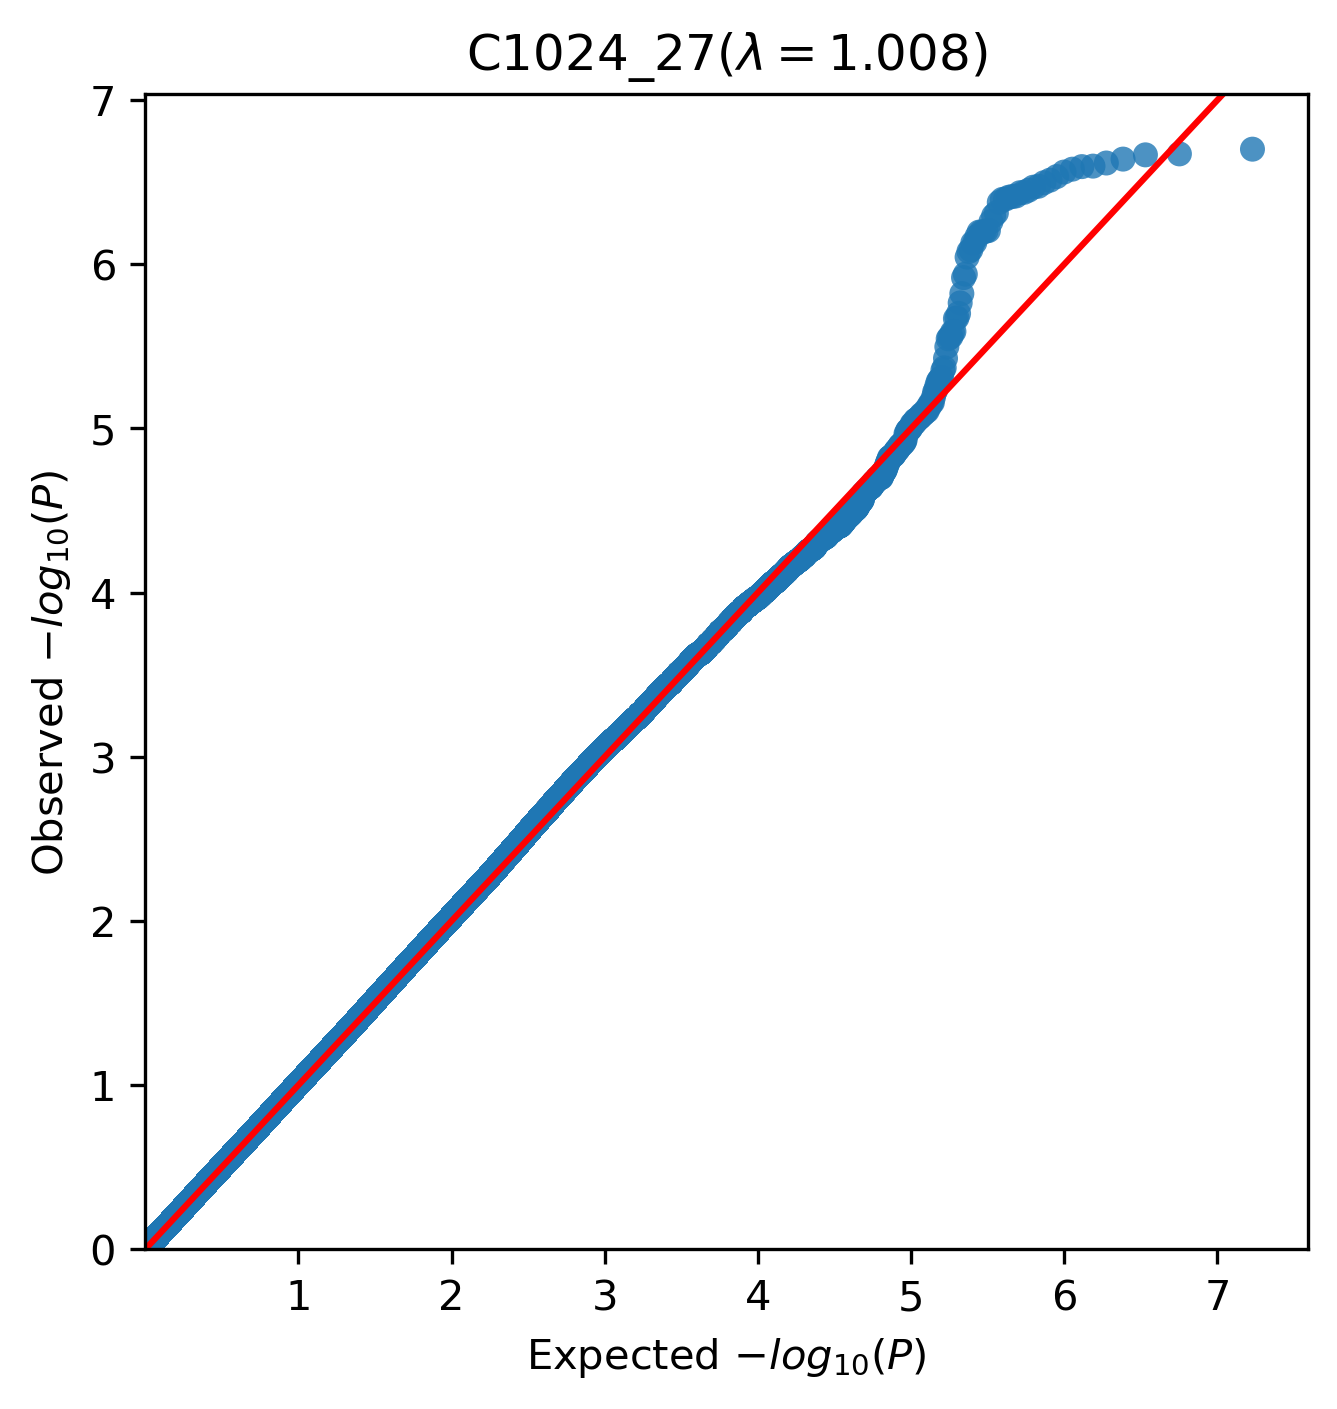 C1024_27(λ = 1.008)
Observed −log₁₀(P)
7
6
5
4
3
2
1
0
1 2 3 4 5 6 7
Expected −log₁₀(P)